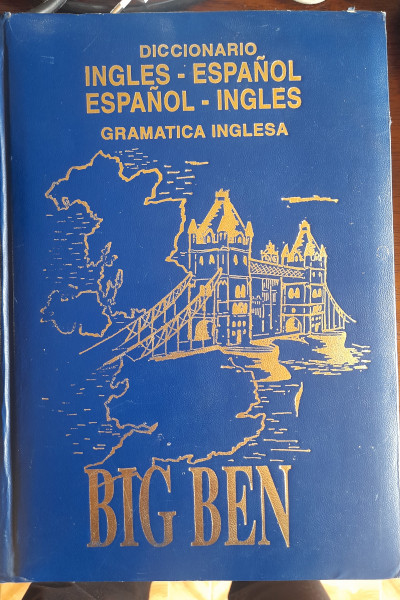 DICCIONARIO
INGLES - ESPAÑOL
ESPAÑOL - INGLES
GRAMATICA INGLESA
BIG BEN